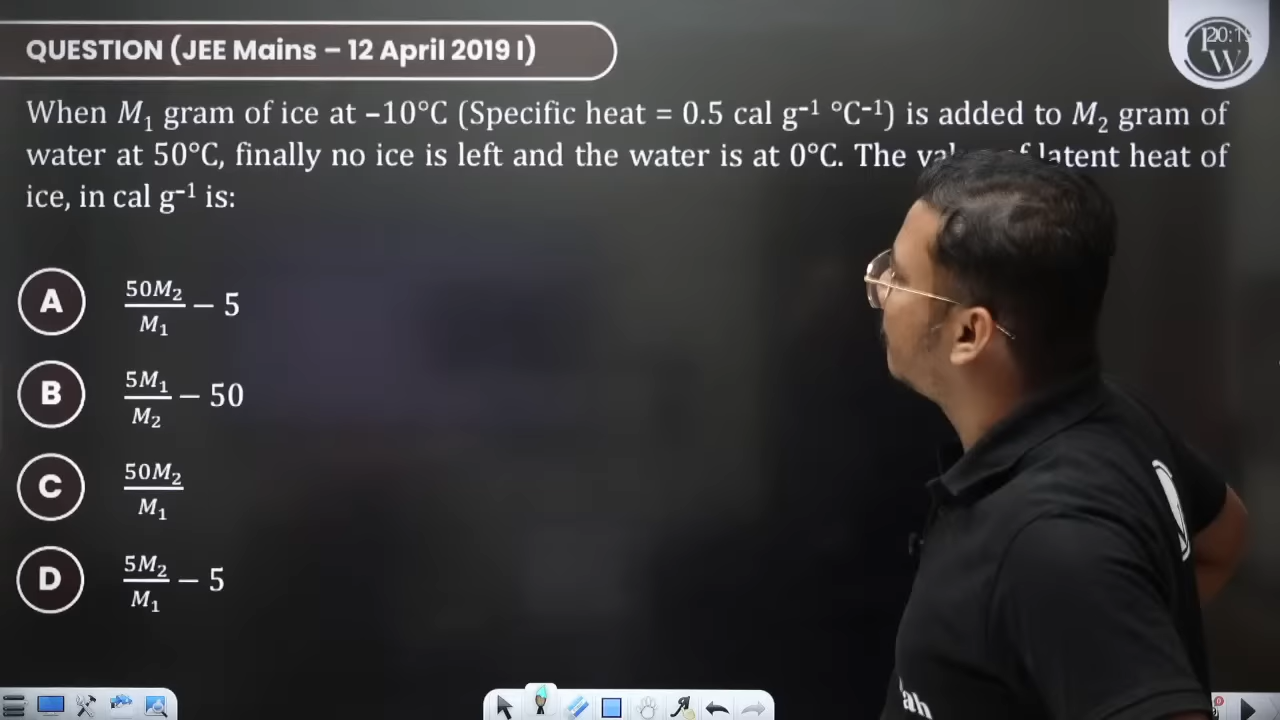 QUESTION (JEE Mains – 12 April 2019 I)
When M₁ gram of ice at –10°C (Specific heat = 0.5 cal g⁻¹ °C⁻¹) is added to M₂ gram of
water at 50°C, finally no ice is left and the water is at 0°C. The latent heat of
ice, in cal g⁻¹ is:
A 50M₂/M₁ – 5
B 5M₁/M₂ – 50
C 50M₂/M₁
D 5M₂/M₁ – 5